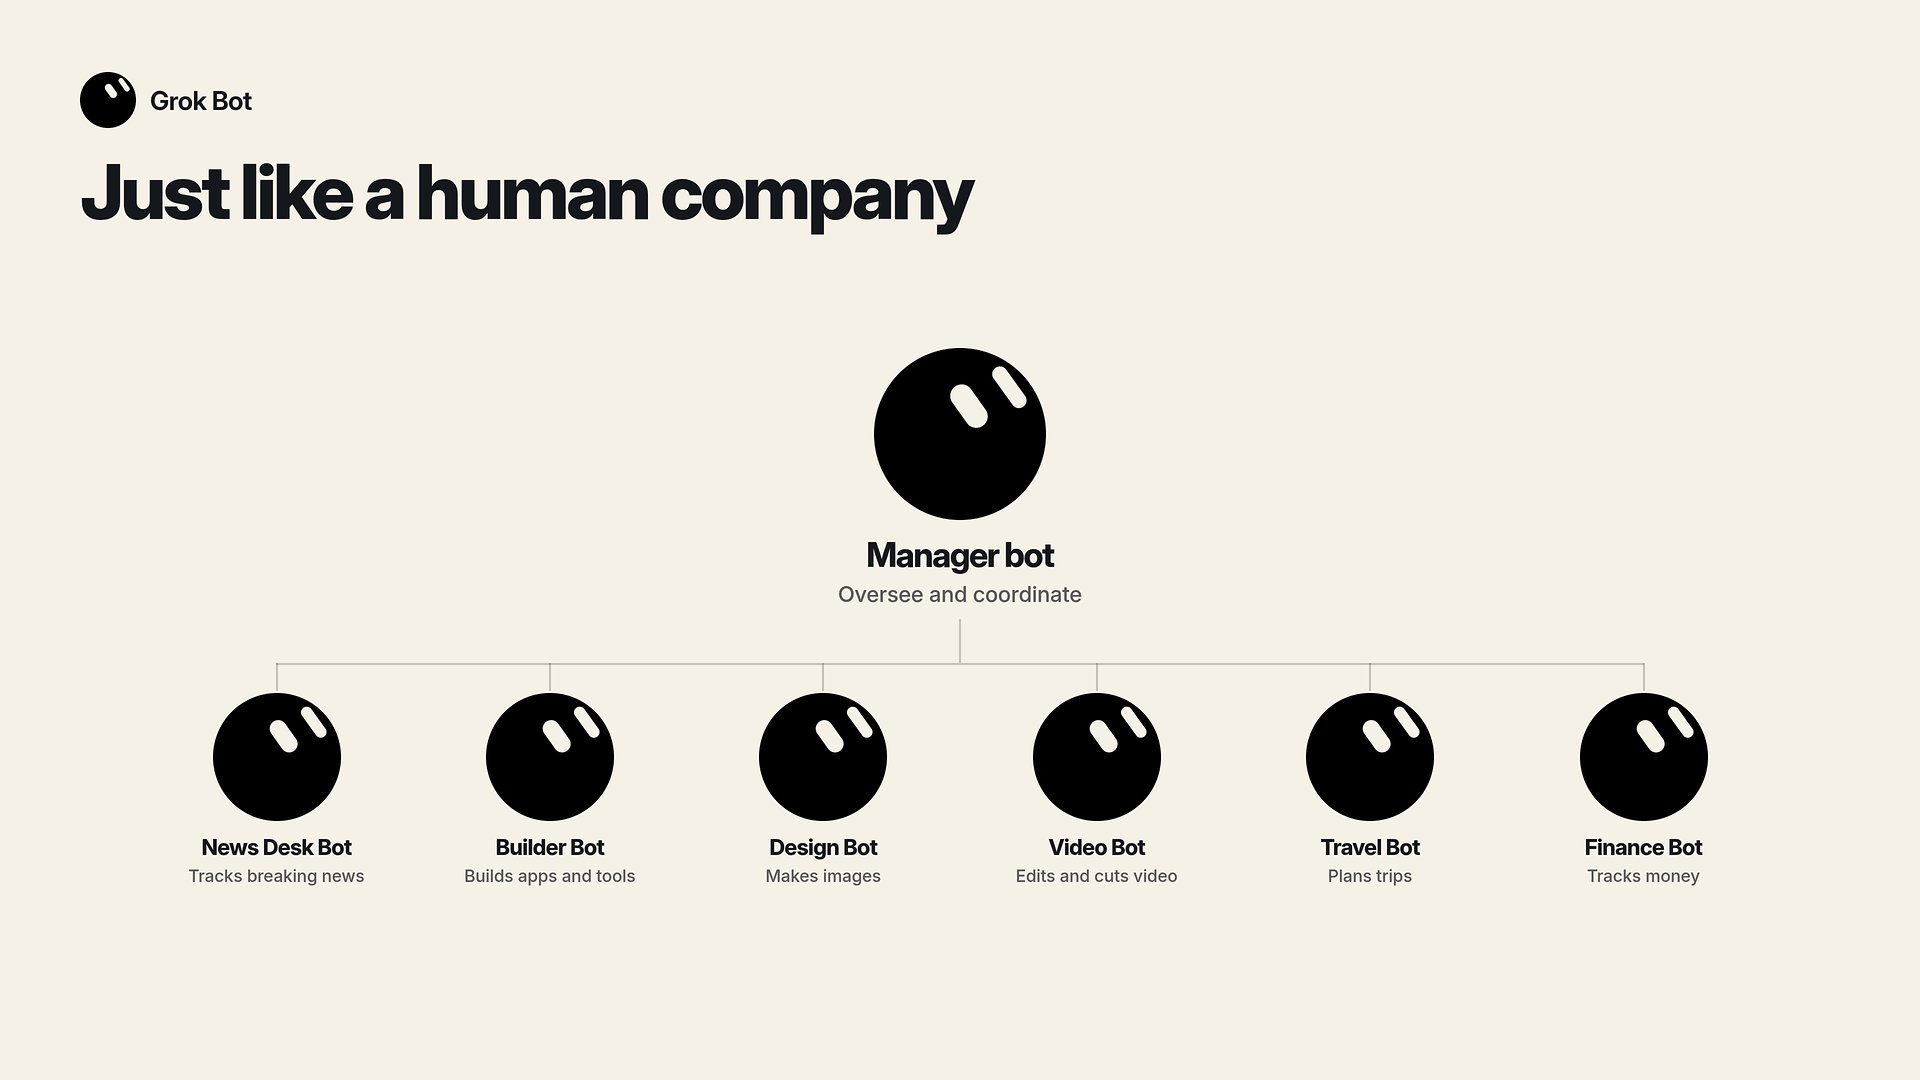 Grok Bot
Just like a human company
Manager bot
Oversee and coordinate
News Desk Bot
Tracks breaking news
Builder Bot
Builds apps and tools
Design Bot
Makes images
Video Bot
Edits and cuts video
Travel Bot
Plans trips
Finance Bot
Tracks money